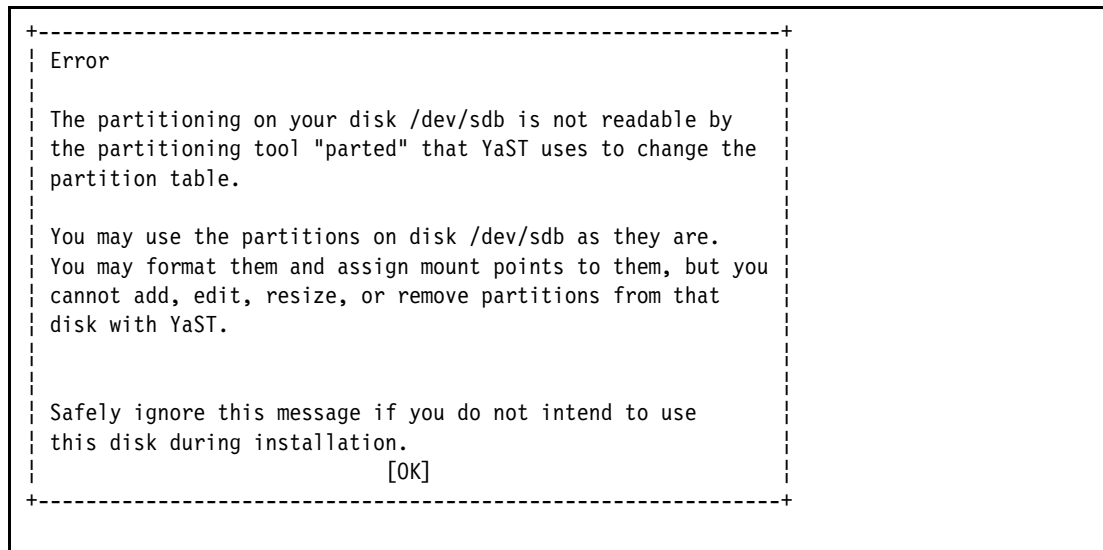 +--------------------------------------------------------------+
¦ Error ¦
¦ ¦
¦ The partitioning on your disk /dev/sdb is not readable by ¦
¦ the partitioning tool "parted" that YaST uses to change the ¦
¦ partition table. ¦
¦ ¦
¦ You may use the partitions on disk /dev/sdb as they are. ¦
¦ You may format them and assign mount points to them, but you ¦
¦ cannot add, edit, resize, or remove partitions from that ¦
¦ disk with YaST. ¦
¦ ¦
¦ ¦
¦ Safely ignore this message if you do not intend to use ¦
¦ this disk during installation. ¦
¦ [OK] ¦
+--------------------------------------------------------------+